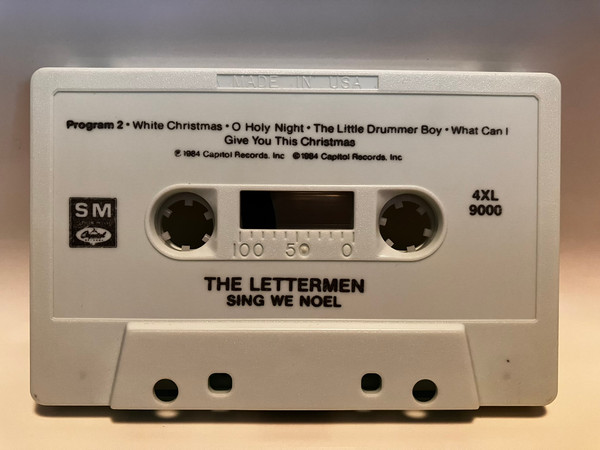 MADE IN USA
Program 2 • White Christmas • O Holy Night • The Little Drummer Boy • What Can I
Give You This Christmas
℗ 1984 Capitol Records, Inc ©1984 Capitol Records, Inc
SM
Capitol
4XL
9000
100 50 0
THE LETTERMEN
SING WE NOEL